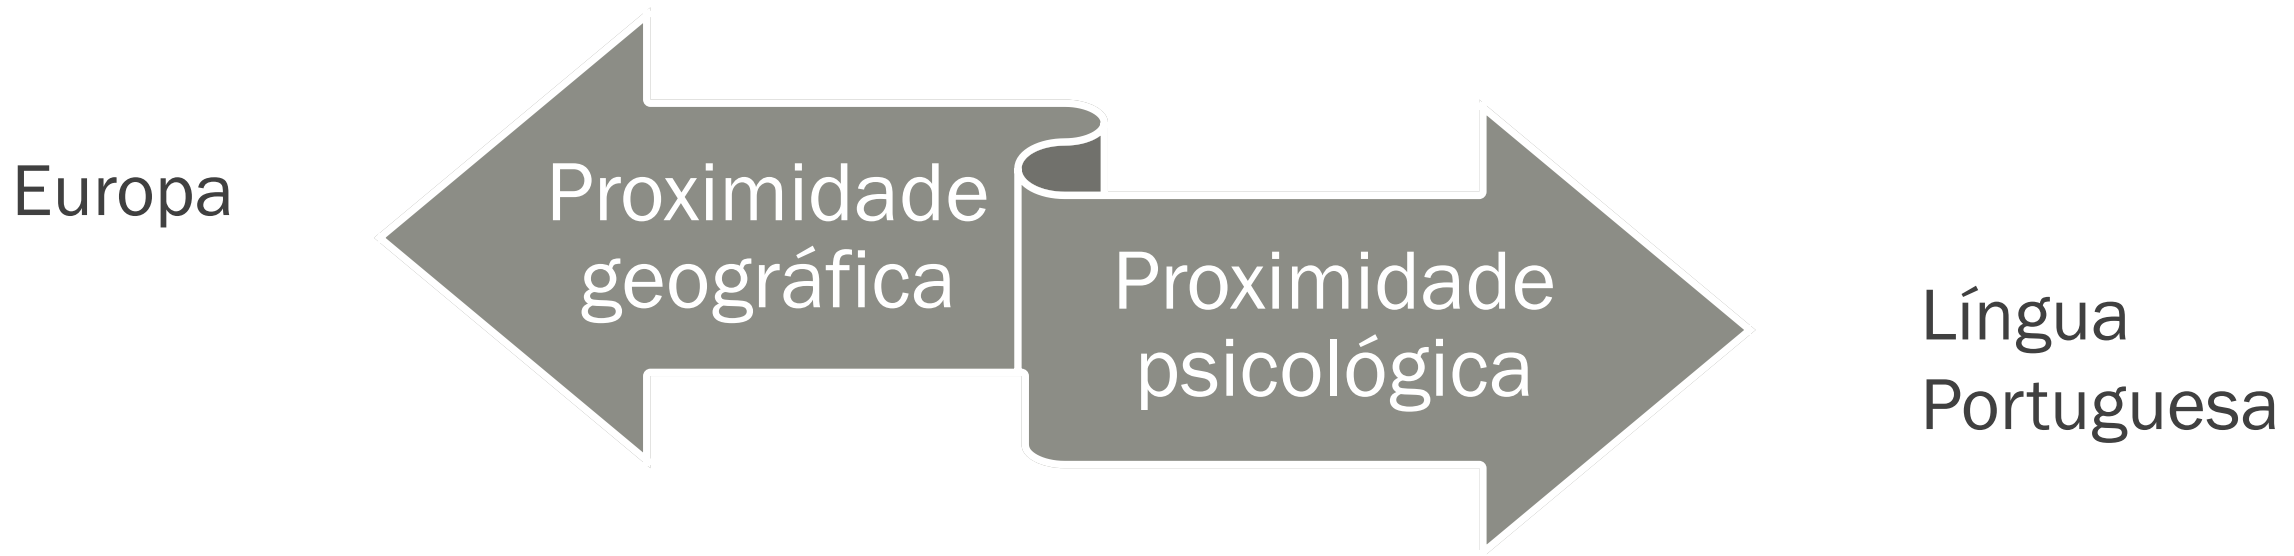 Europa
Proximidade
geográfica
Proximidade
psicológica
Língua
Portuguesa